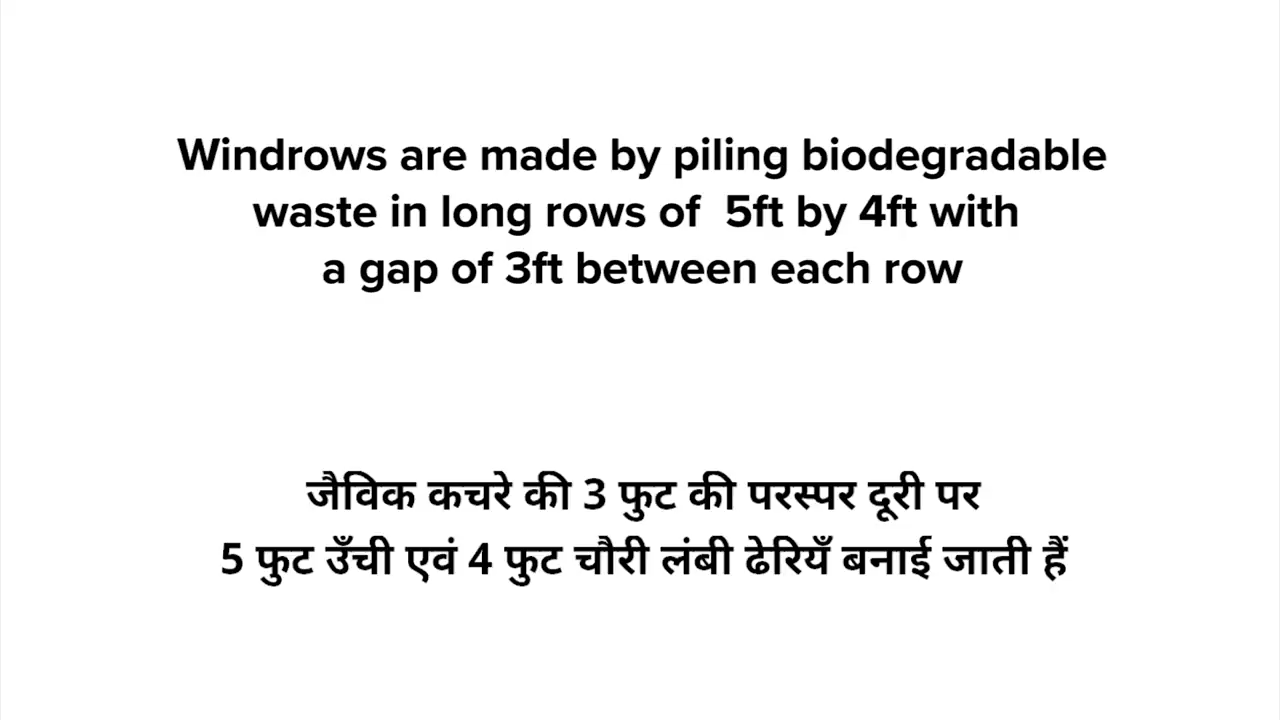 Windrows are made by piling biodegradable
waste in long rows of  5ft by 4ft with
a gap of 3ft between each row
जैविक कचरे की 3 फुट की परस्पर दूरी पर
5 फुट उँची एवं 4 फुट चौरी लंबी ढेरियँ बनाई जाती हैं